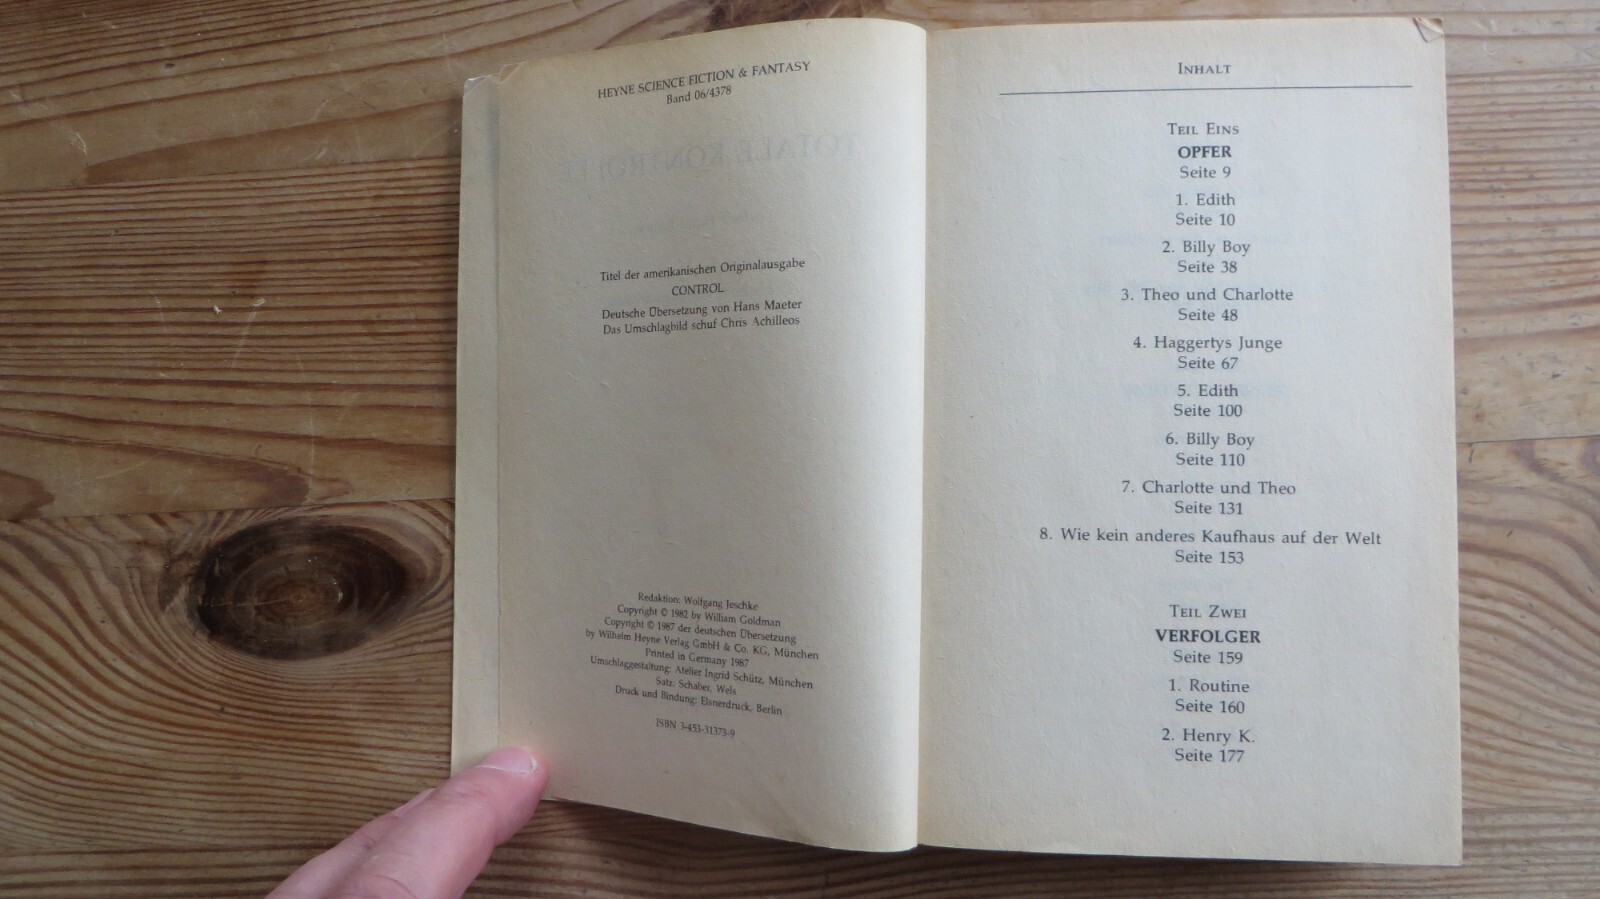 HEYNE SCIENCE FICTION & FANTASY
Band 06/4378
TOTALE KONTROLLE
Titel der amerikanischen Originalausgabe
CONTROL
Deutsche Übersetzung von Hans Maeter
Das Umschlagbild schuf Chris Achilleos
Redaktion: Wolfgang Jeschke
Copyright © 1982 by William Goldman
Copyright © 1987 der deutschen Übersetzung
by Wilhelm Heyne Verlag GmbH & Co. KG, München
Printed in Germany 1987
Umschlaggestaltung: Atelier Ingrid Schütz, München
Satz: Schaber, Wels
Druck und Bindung: Elsnerdruck, Berlin
ISBN 3-453-31373-9
INHALT
TEIL EINS
OPFER
Seite 9
1. Edith
Seite 10
2. Billy Boy
Seite 38
3. Theo und Charlotte
Seite 48
4. Haggertys Junge
Seite 67
5. Edith
Seite 100
6. Billy Boy
Seite 110
7. Charlotte und Theo
Seite 131
8. Wie kein anderes Kaufhaus auf der Welt
Seite 153
TEIL ZWEI
VERFOLGER
Seite 159
1. Routine
Seite 160
2. Henry K.
Seite 177